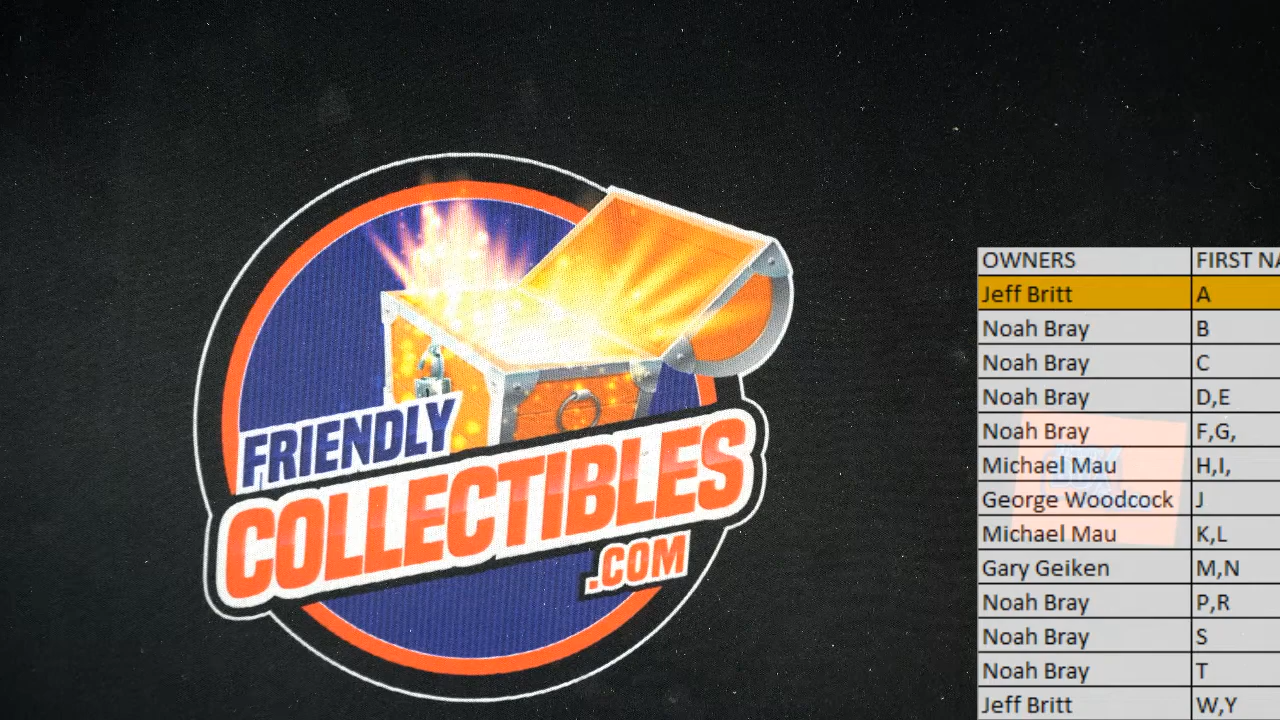 FRIENDLY
COLLECTIBLES
.COM
OWNERS FIRST NA
Jeff Britt A
Noah Bray B
Noah Bray C
Noah Bray D,E
Noah Bray F,G,
Michael Mau H,I,
George Woodcock J
Michael Mau K,L
Gary Geiken M,N
Noah Bray P,R
Noah Bray S
Noah Bray T
Jeff Britt W,Y